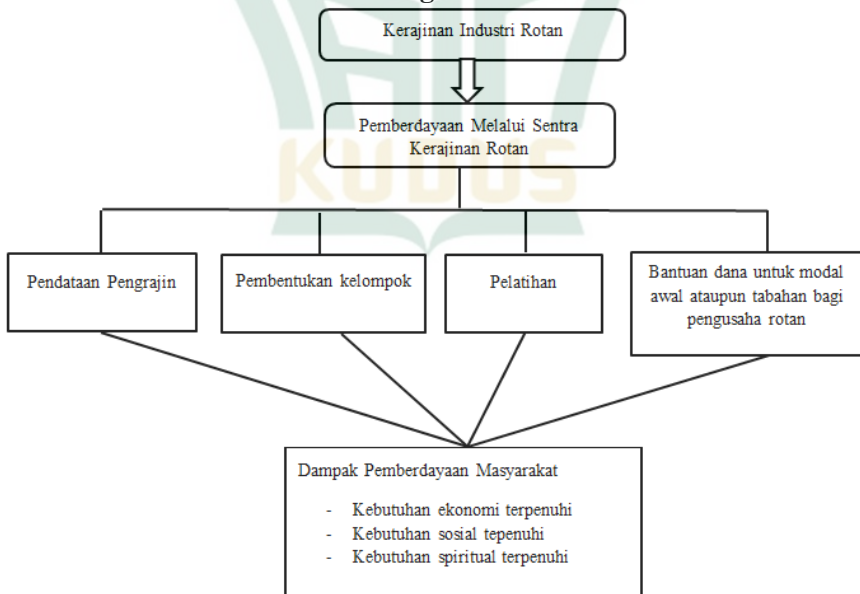 Kerajinan Industri Rotan
Pemberdayaan Melalui Sentra
Kerajinan Rotan
KUDUS
Pendataan Pengrajin
Pembentukan kelompok
Pelatihan
Bantuan dana untuk modal
awal ataupun tabahan bagi
pengusaha rotan
Dampak Pemberdayaan Masyarakat
- Kebutuhan ekonomi terpenuhi
- Kebutuhan sosial tepenuhi
- Kebutuhan spiritual terpenuhi